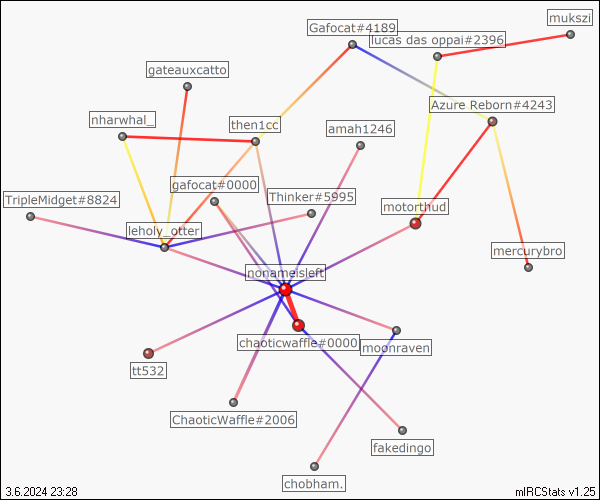 mukszi
Gafocat#4189
lucas das oppai#2396
gateauxcatto
Azure Reborn#4243
nharwhal_
then1cc
amah1246
gafocat#0000
TripleMidget#8824
Thinker#5995
motorthud
leholy_otter
mercurybro
nonameisleft
chaoticwaffle#0000
moonraven
tt532
ChaoticWaffle#2006
fakedingo
chobham.
3.6.2024 23:28
mIRCStats v1.25